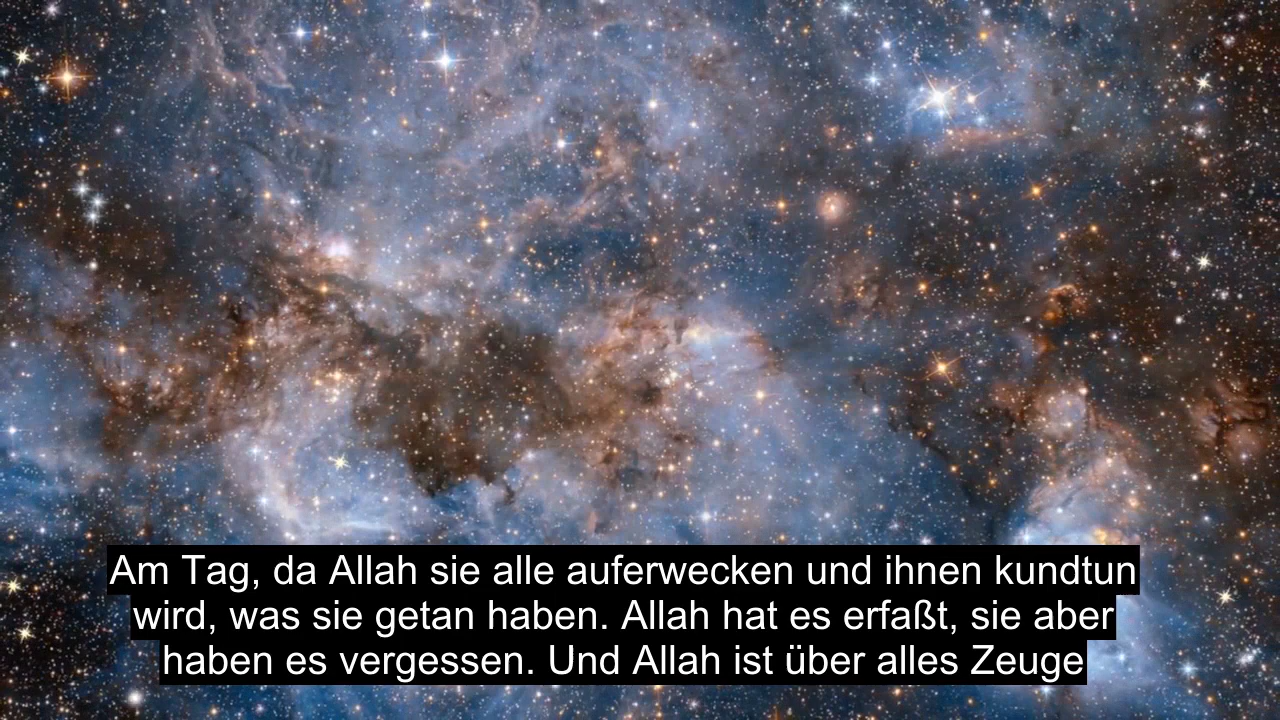 Am Tag, da Allah sie alle auferwecken und ihnen kundtun
wird, was sie getan haben. Allah hat es erfaßt, sie aber
haben es vergessen. Und Allah ist über alles Zeuge